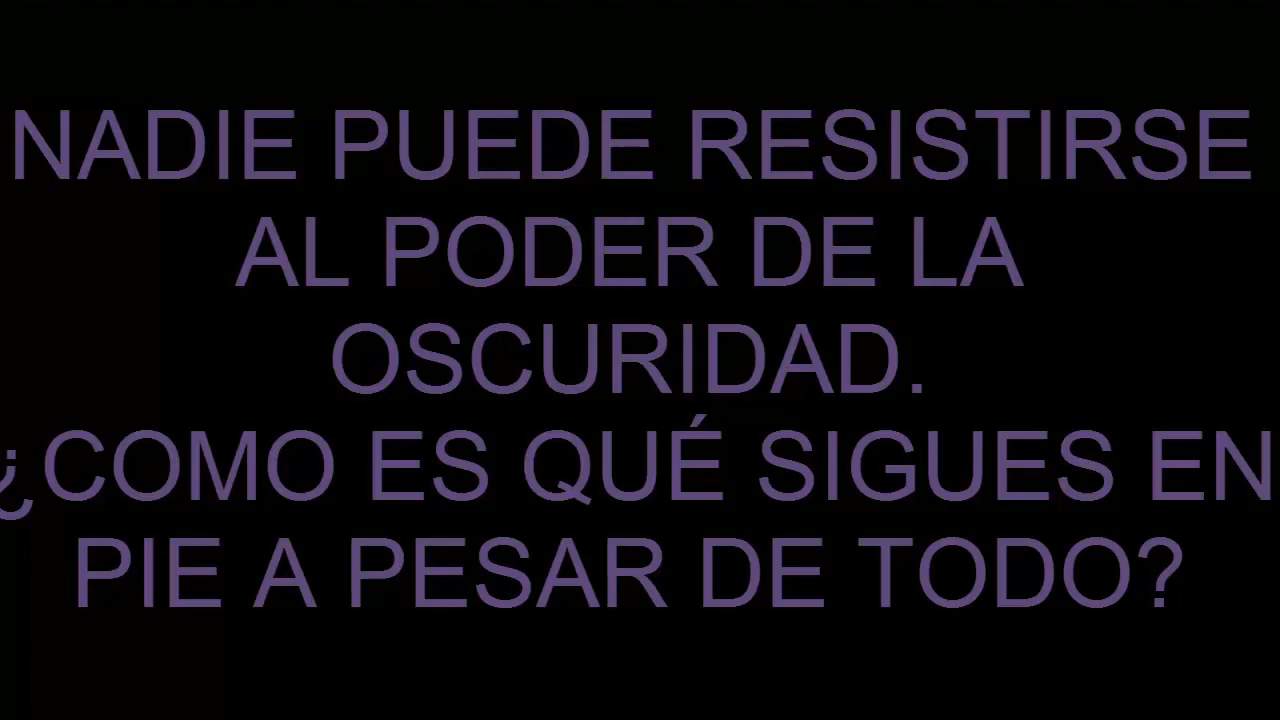 NADIE PUEDE RESISTIRSE
AL PODER DE LA
OSCURIDAD.
¿COMO ES QUÉ SIGUES EN
PIE A PESAR DE TODO?